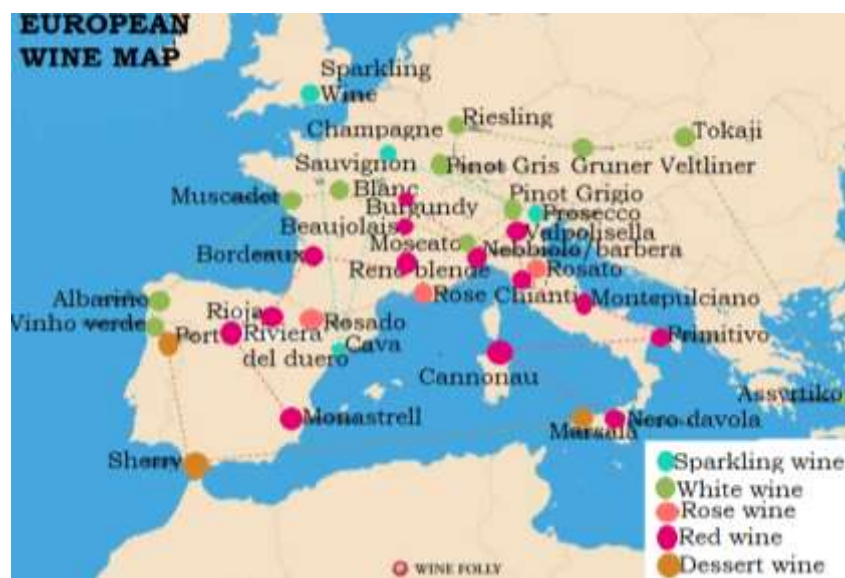 EUROPEAN
WINE MAP
Sparkling
Wine
Champagne
Riesling
Tokaji
Sauvignon
Blanc
Pinot Gris
Gruner Veltliner
Muscadet
Burgundy
Pinot Grigio
Prosecco
Beaujolais
Valpolisella
Moscato
Bordeaux
Nebbiolo/barbera
Reno blende
Rosato
Albariño
Rose
Chianti
Montepulciano
Vinho verde
Rioja
Rosado
Port
Riviera
del duero
Cava
Primitivo
Cannonau
Assyrtiko
Monastrell
Marsala
Nero davola
Sherry
Sparkling wine
White wine
Rose wine
Red wine
Dessert wine
WINE FOLLY